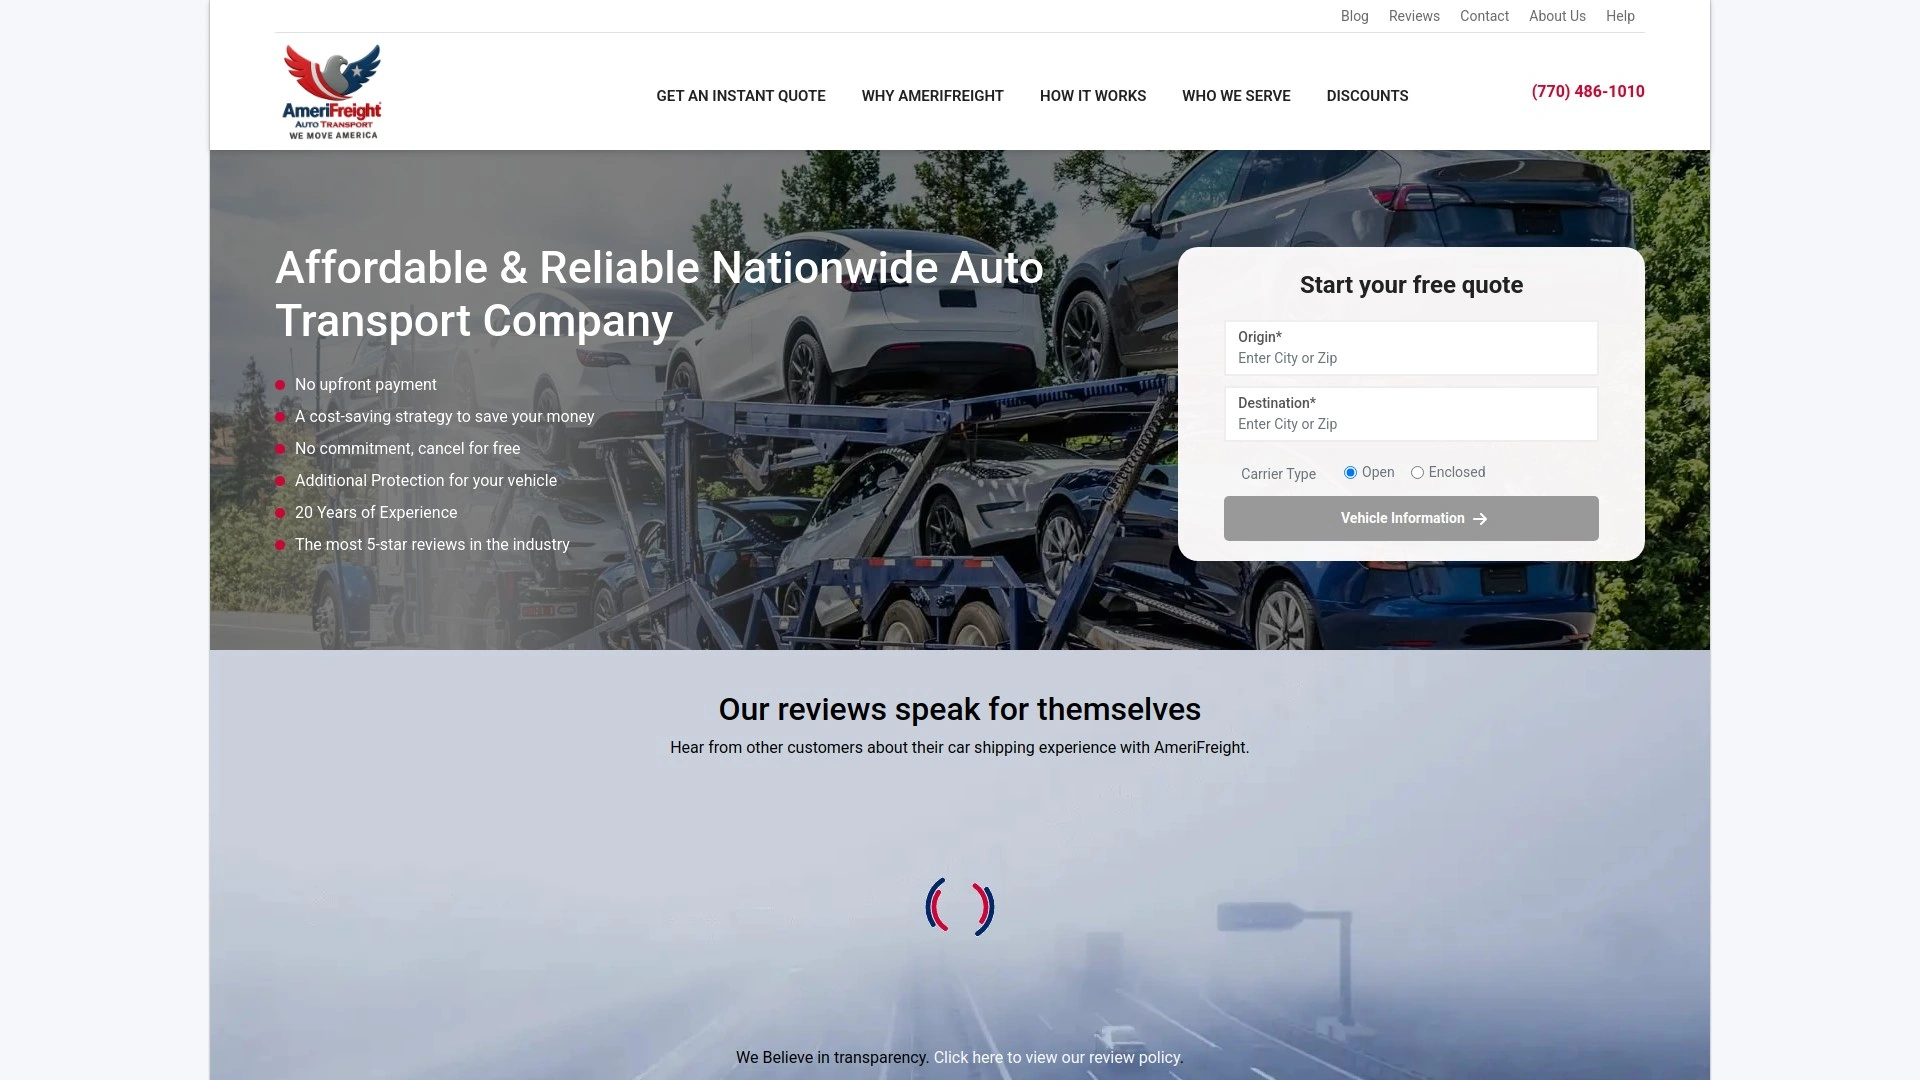 Blog Reviews Contact About Us Help
AmeriFreight
AUTO TRANSPORT
WE MOVE AMERICA
GET AN INSTANT QUOTE WHY AMERIFREIGHT HOW IT WORKS WHO WE SERVE DISCOUNTS
(770) 486-1010
Affordable & Reliable Nationwide Auto
Transport Company
No upfront payment
A cost-saving strategy to save your money
No commitment, cancel for free
Additional Protection for your vehicle
20 Years of Experience
The most 5-star reviews in the industry
Start your free quote
Origin*
Enter City or Zip
Destination*
Enter City or Zip
Carrier Type Open Enclosed
Vehicle Information
Our reviews speak for themselves
Hear from other customers about their car shipping experience with AmeriFreight.
We Believe in transparency. Click here to view our review policy.